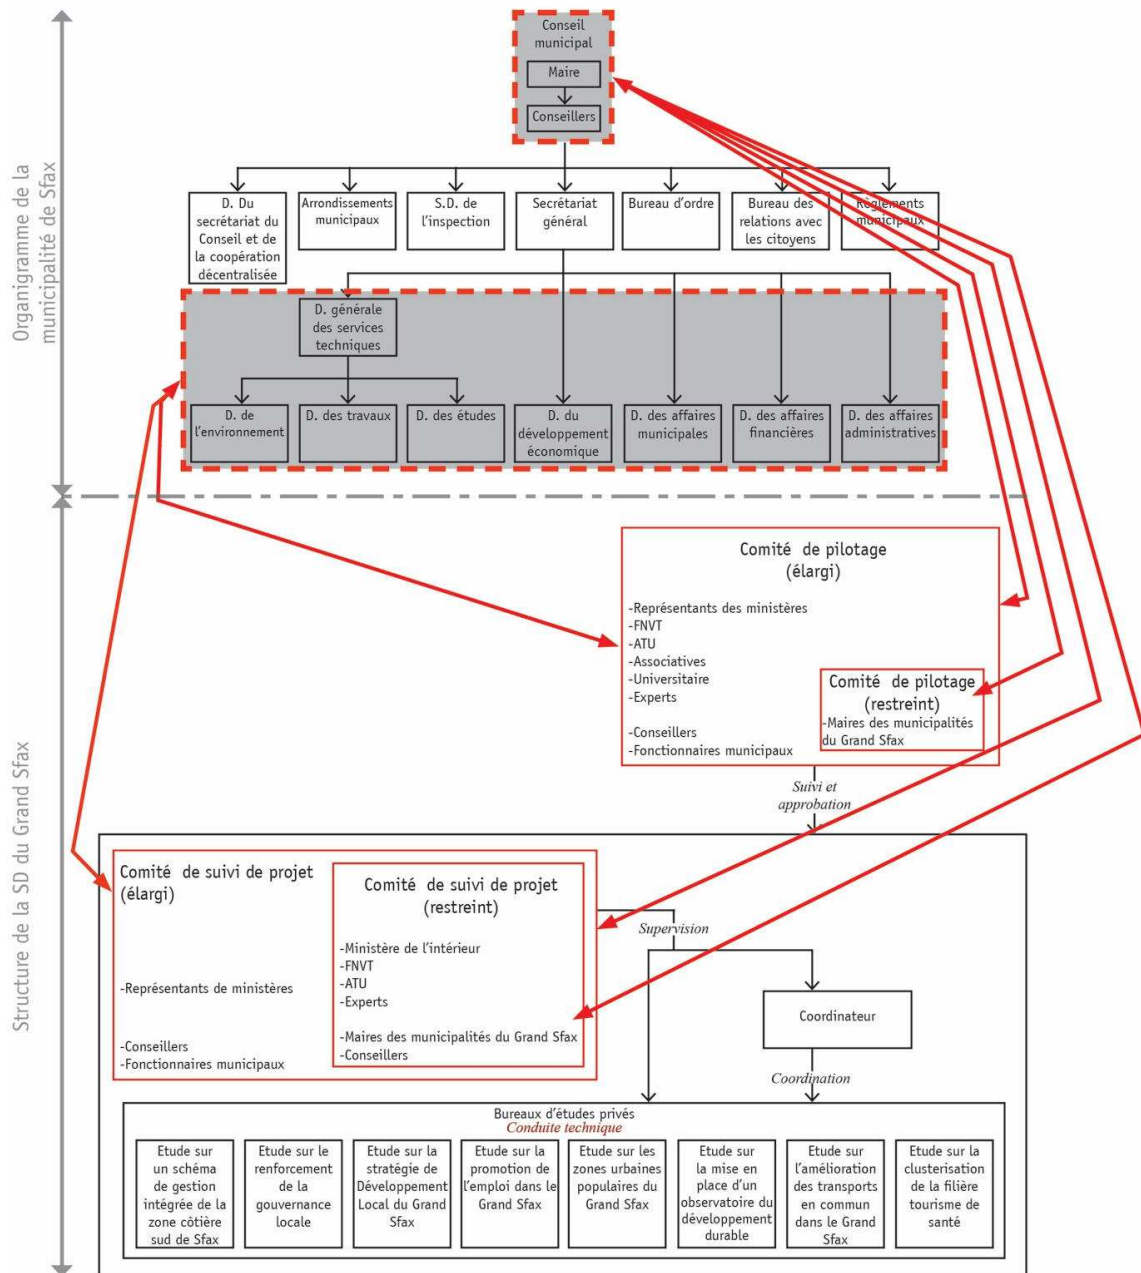 Organigramme de la
municipalité de Sfax
Conseil
municipal
Maire
Conseillers
D. Du
secrétariat du
Conseil et de
la coopération
décentralisée
Arrondissements
municipaux
S.D. de
l'inspection
Secrétariat
général
Bureau d'ordre
Bureau des
relations avec
les citoyens
Règlements
municipaux
D. générale
des services
techniques
D. de
l'environnement
D. des travaux
D. des études
D. du
développement
économique
D. des affaires
municipales
D. des affaires
financières
D. des affaires
administratives
Structure de la SD du Grand Sfax
Comité de pilotage
(élargi)
-Représentants des ministères
-FNVT
-ATU
-Associatives
-Universitaire
-Experts
-Conseillers
-Fonctionnaires municipaux
Comité de pilotage
(restreint)
-Maires des municipalités
du Grand Sfax
Suivi et
approbation
Comité de suivi de projet
(élargi)
-Représentants de ministères
-Conseillers
-Fonctionnaires municipaux
Comité de suivi de projet
(restreint)
-Ministère de l'intérieur
-FNVT
-ATU
-Experts
-Maires des municipalités du Grand Sfax
-Conseillers
Supervision
Coordinateur
Coordination
Bureaux d'études privés
Conduite technique
Etude sur
un schéma
de gestion
intégrée de la
zone côtière
sud de Sfax
Etude sur le
renforcement
de la
gouvernance
locale
Etude sur la
stratégie de
Développement
Local du Grand
Sfax
Etude sur la
promotion de
l'emploi dans le
Grand Sfax
Etude sur les
zones urbaines
populaires du
Grand Sfax
Etude sur
la mise en
place d'un
observatoire du
développement
durable
Etude sur
l'amélioration
des transports
en commun
dans le Grand
Sfax
Etude sur la
clusterisation
de la filière
tourisme de
santé